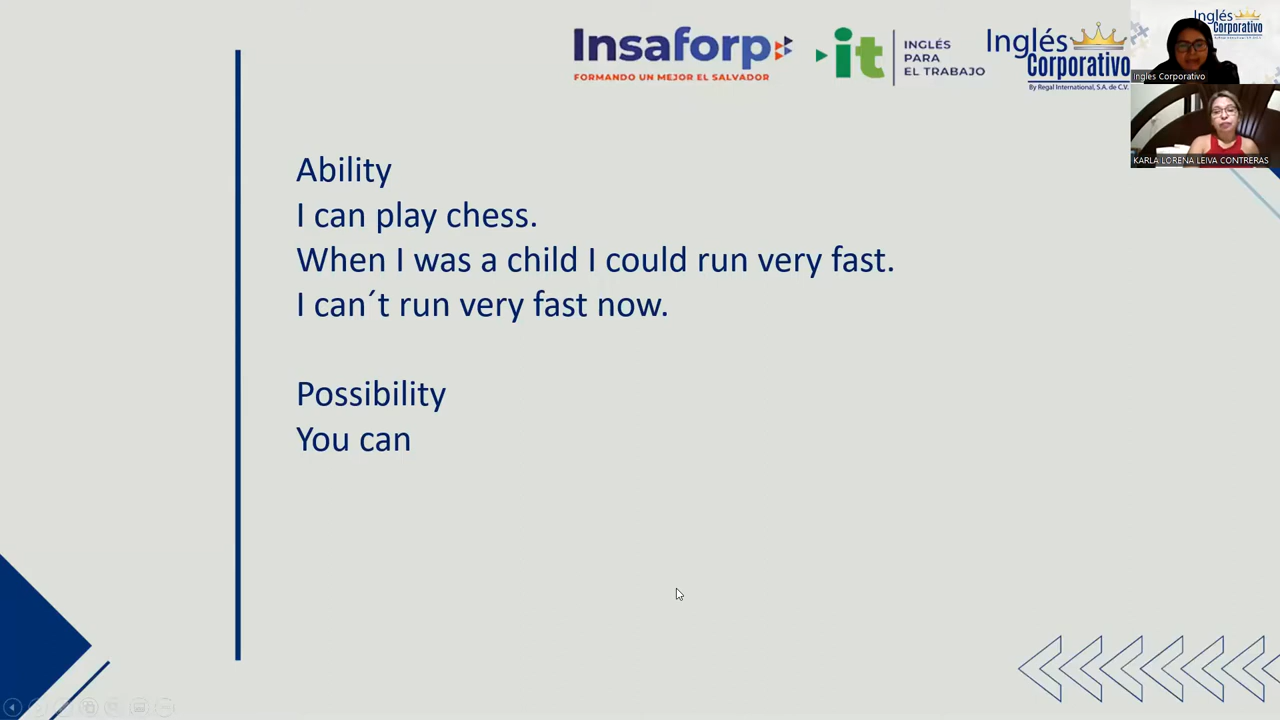 Insaforp
FORMANDO UN MEJOR EL SALVADOR
it
INGLÉS
PARA
EL TRABAJO
Inglés
Corporativo
By Regal International, S.A. de C.V.
Inglés
Corporativo
Ingles Corporativo
KARLA LORENA LEIVA CONTRERAS
Ability
I can play chess.
When I was a child I could run very fast.
I can´t run very fast now.
Possibility
You can